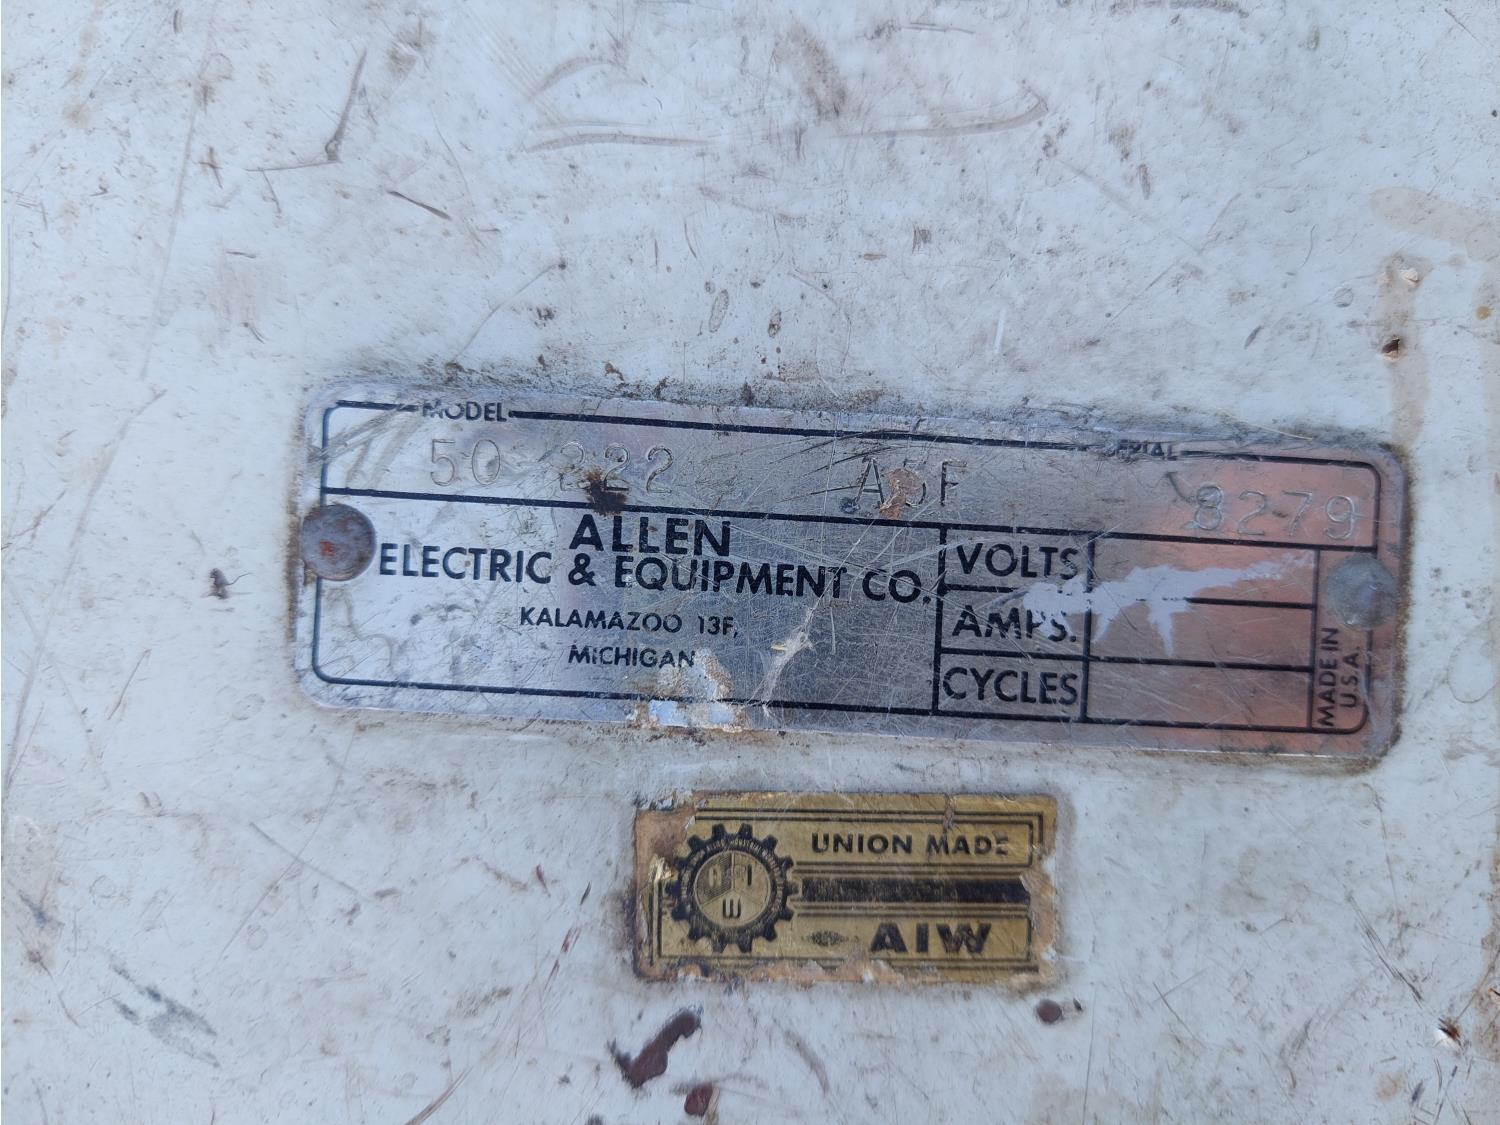 MODEL SERIAL
50-222 A5F 8279
ALLEN
ELECTRIC & EQUIPMENT CO.
KALAMAZOO 13F,
MICHIGAN
VOLTS
AMPS.
CYCLES
MADE IN
U.S.A.
UNION MADE
AIW